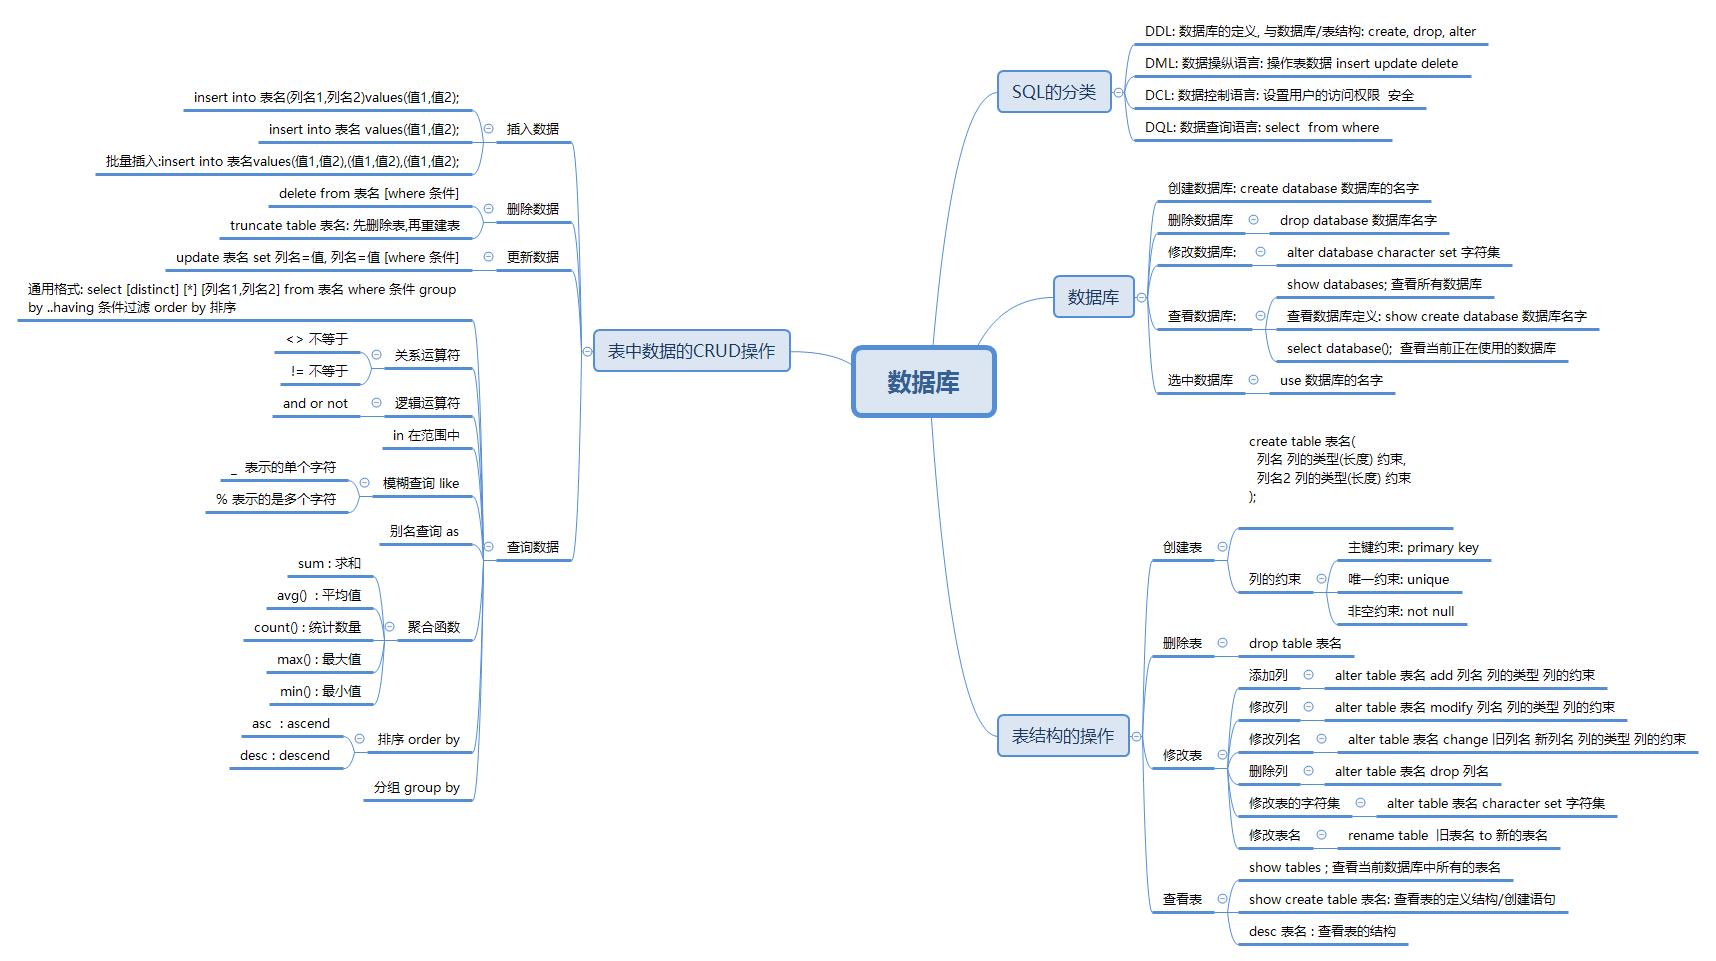 数据库
SQL的分类
DDL: 数据库的定义, 与数据库/表结构: create, drop, alter
DML: 数据操纵语言: 操作表数据 insert update delete
DCL: 数据控制语言: 设置用户的访问权限  安全
DQL: 数据查询语言: select  from where
数据库
创建数据库: create database 数据库的名字
删除数据库
drop database 数据库名字
修改数据库:
alter database character set 字符集
查看数据库:
show databases; 查看所有数据库
查看数据库定义: show create database 数据库名字
select database();  查看当前正在使用的数据库
选中数据库
use 数据库的名字
表结构的操作
创建表
create table 表名(
列名 列的类型(长度) 约束,
列名2 列的类型(长度) 约束
);
列的约束
主键约束: primary key
唯一约束: unique
非空约束: not null
删除表
drop table 表名
修改表
添加列
alter table 表名 add 列名 列的类型 列的约束
修改列
alter table 表名 modify 列名 列的类型 列的约束
修改列名
alter table 表名 change 旧列名 新列名 列的类型 列的约束
删除列
alter table 表名 drop 列名
修改表的字符集
alter table 表名 character set 字符集
修改表名
rename table  旧表名 to 新的表名
查看表
show tables ; 查看当前数据库中所有的表名
show create table 表名: 查看表的定义结构/创建语句
desc 表名 : 查看表的结构
表中数据的CRUD操作
插入数据
insert into 表名(列名1,列名2)values(值1,值2);
insert into 表名 values(值1,值2);
批量插入:insert into 表名values(值1,值2),(值1,值2),(值1,值2);
删除数据
delete from 表名 [where 条件]
truncate table 表名: 先删除表,再重建表
更新数据
update 表名 set 列名=值, 列名=值 [where 条件]
查询数据
通用格式: select [distinct] [*] [列名1,列名2] from 表名 where 条件 group
by ..having 条件过滤 order by 排序
关系运算符
<> 不等于
!= 不等于
逻辑运算符
and or not
in 在范围中
模糊查询 like
_  表示的单个字符
% 表示的是多个字符
别名查询 as
聚合函数
sum : 求和
avg()  : 平均值
count() : 统计数量
max() : 最大值
min() : 最小值
排序 order by
asc  : ascend
desc : descend
分组 group by